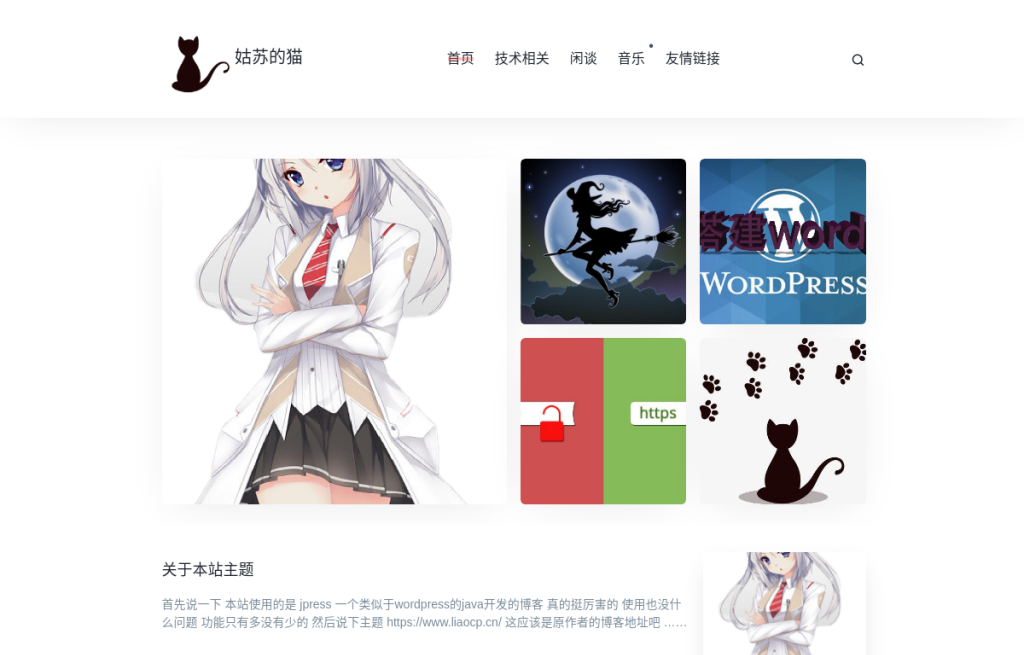 姑苏的猫
首页 技术相关 闲谈 音乐 友情链接
搭建word
WORDPRESS
https
关于本站主题
首先说一下 本站使用的是 jpress 一个类似于wordpress的java开发的博客 真的挺厉害的 使用也没什
么问题 功能只有多没有少的 然后说下主题 https://www.liaocp.cn/ 这应该是原作者的博客地址吧 ……